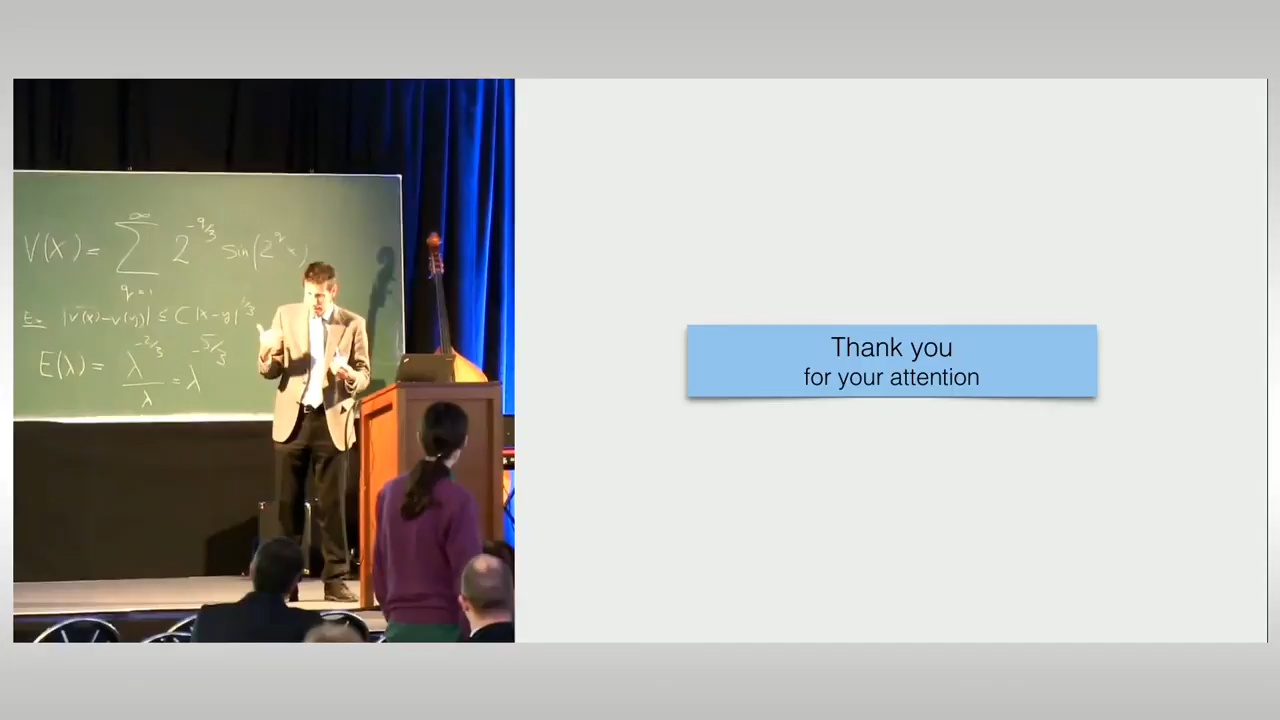 V(x) = ∞ Σ q=1 2^{-q/3} sin(2^q x)
Ex |v(x)-v(y)| ≤ C |x-y|^{1/3}
E(λ) = λ^{-2/3} / λ = λ^{-5/3}
Thank you
for your attention